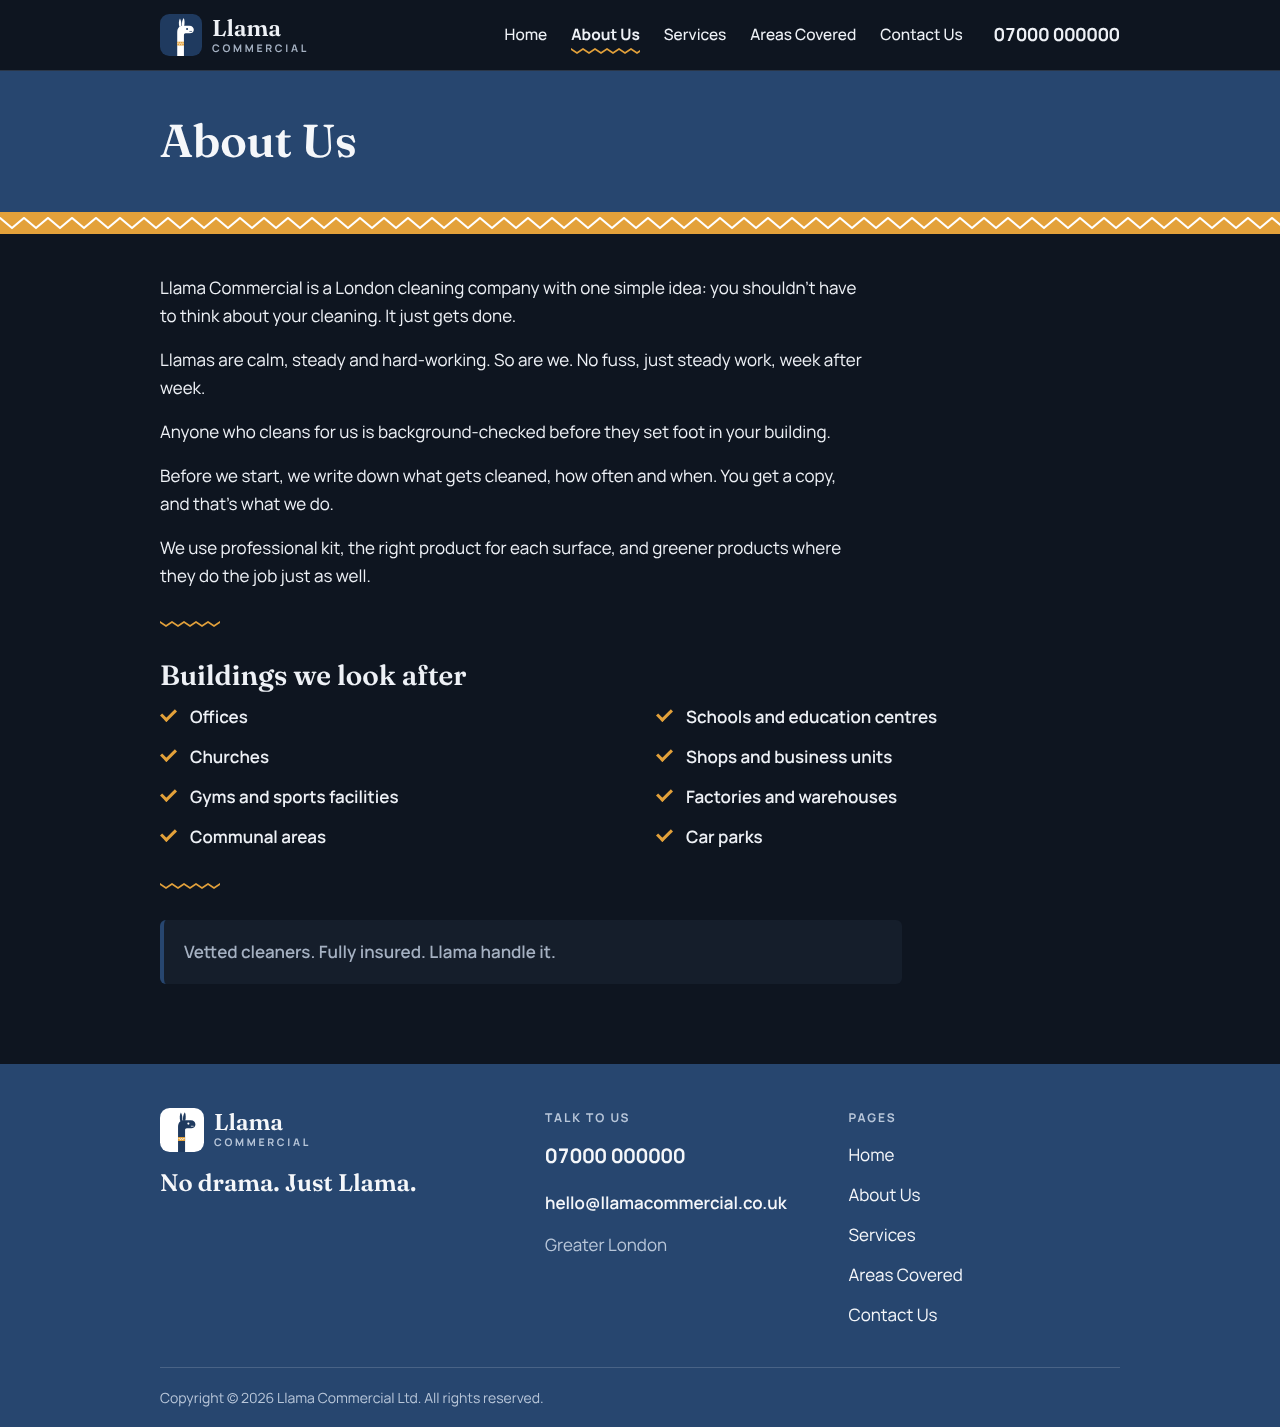 Llama
COMMERCIAL
Home About Us Services Areas Covered Contact Us 07000 000000
About Us
Llama Commercial is a London cleaning company with one simple idea: you shouldn't have
to think about your cleaning. It just gets done.
Llamas are calm, steady and hard-working. So are we. No fuss, just steady work, week after
week.
Anyone who cleans for us is background-checked before they set foot in your building.
Before we start, we write down what gets cleaned, how often and when. You get a copy,
and that's what we do.
We use professional kit, the right product for each surface, and greener products where
they do the job just as well.
Buildings we look after
Offices
Schools and education centres
Churches
Shops and business units
Gyms and sports facilities
Factories and warehouses
Communal areas
Car parks
Vetted cleaners. Fully insured. Llama handle it.
Llama
COMMERCIAL
No drama. Just Llama.
TALK TO US
07000 000000
hello@llamacommercial.co.uk
Greater London
PAGES
Home
About Us
Services
Areas Covered
Contact Us
Copyright © 2026 Llama Commercial Ltd. All rights reserved.